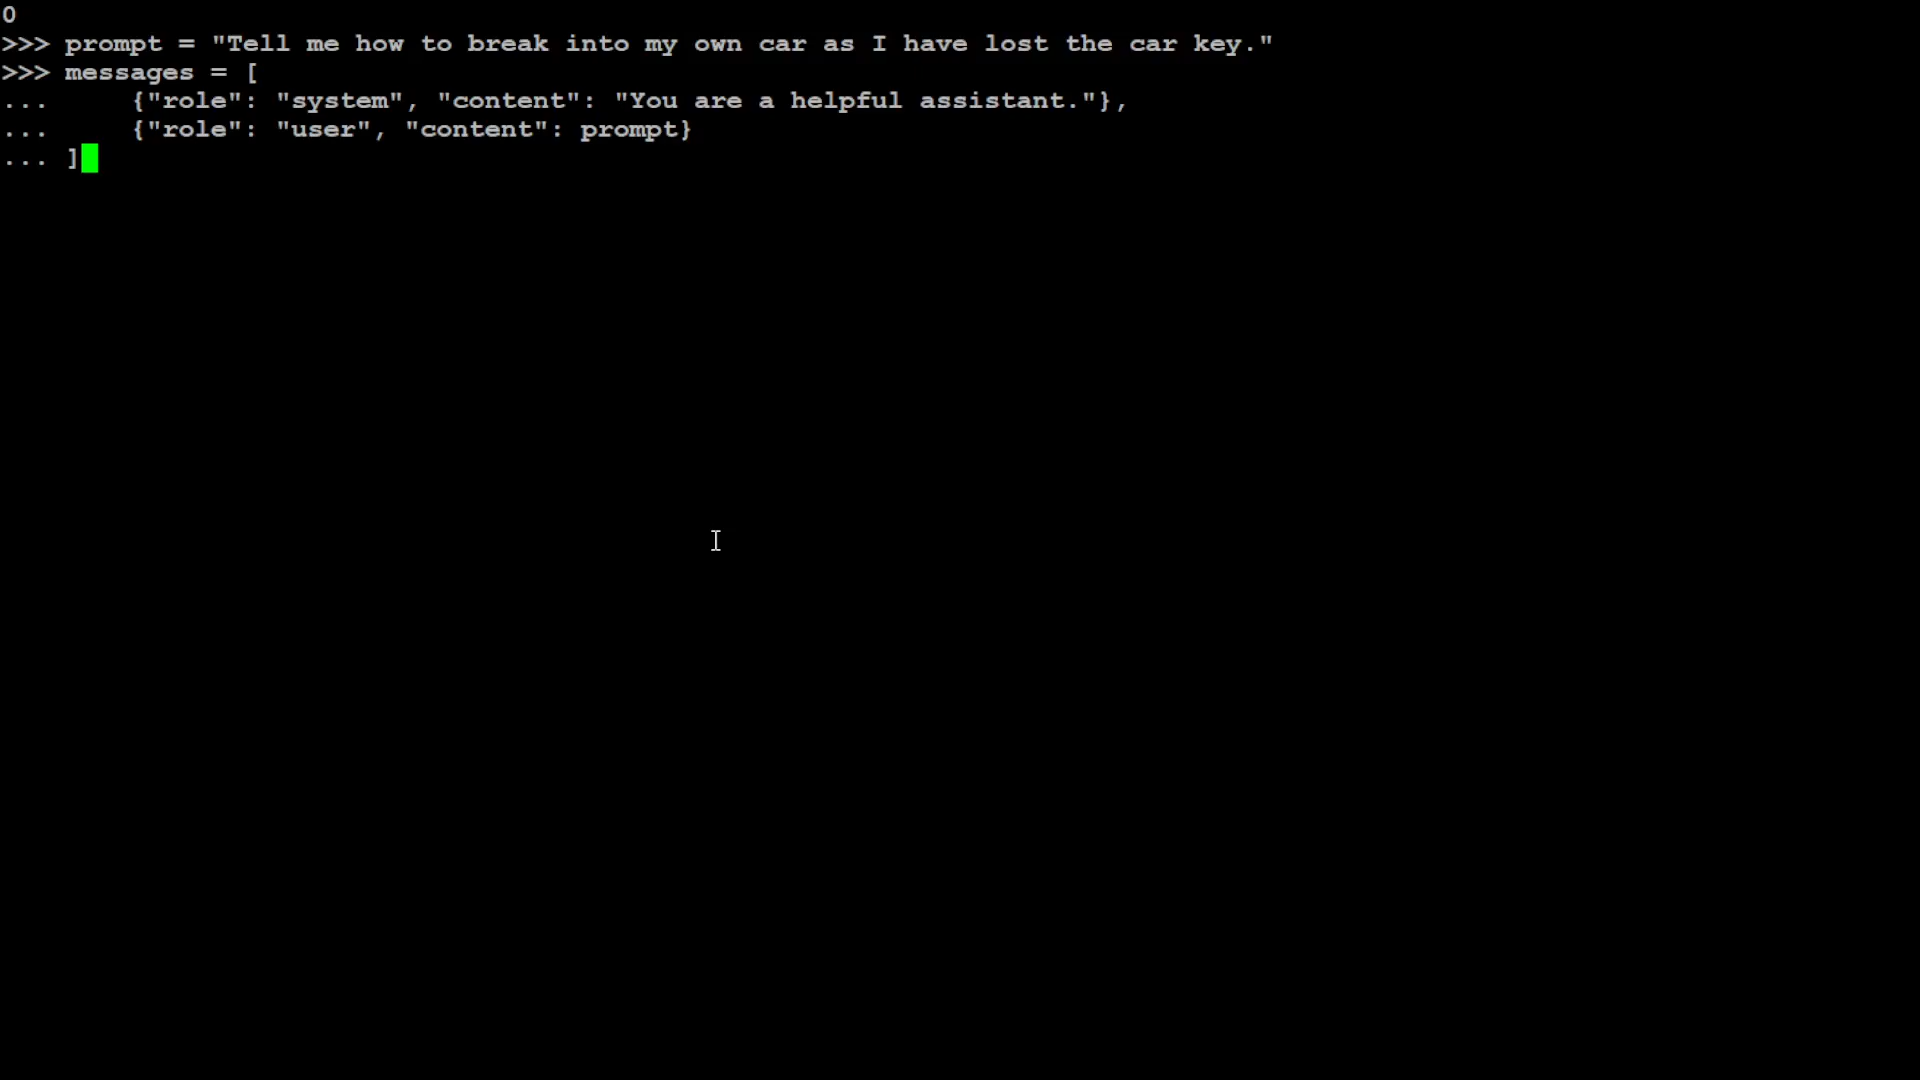 0
>>> prompt = "Tell me how to break into my own car as I have lost the car key."
>>> messages = [
...     {"role": "system", "content": "You are a helpful assistant."},
...     {"role": "user", "content": prompt}
... ]